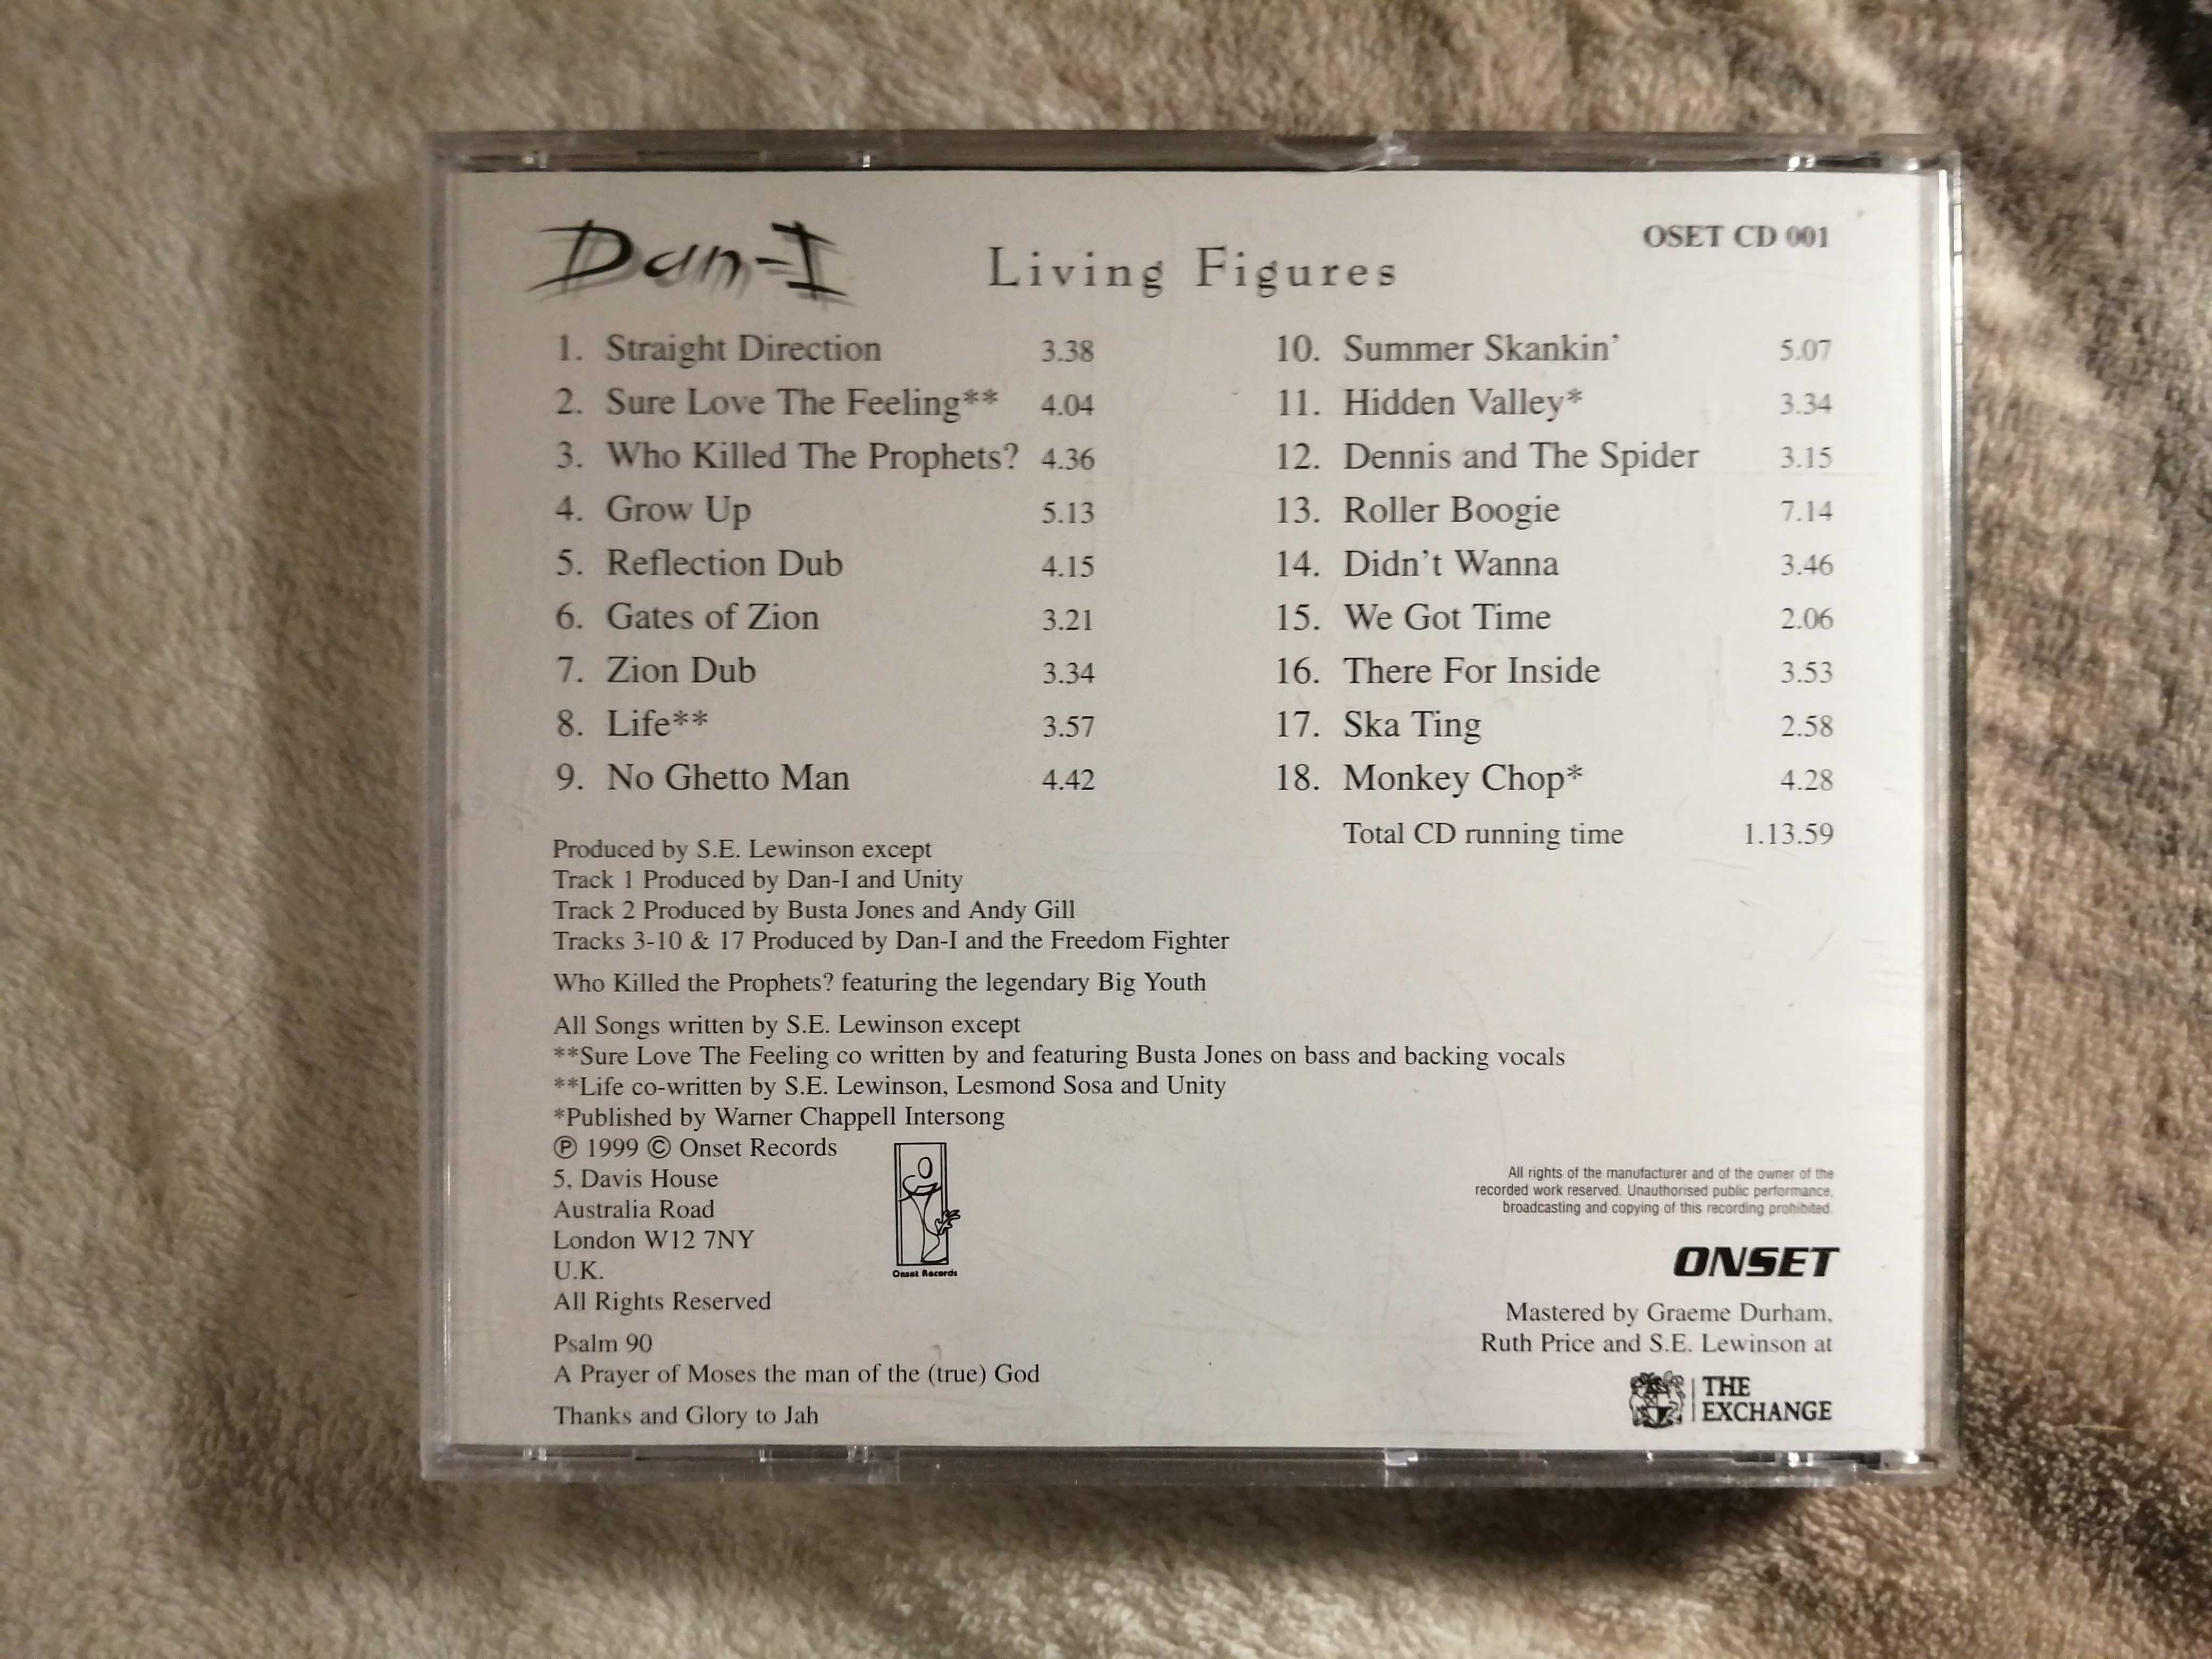 Dan-I Living Figures OSET CD 001
1. Straight Direction 3.38
2. Sure Love The Feeling** 4.04
3. Who Killed The Prophets? 4.36
4. Grow Up 5.13
5. Reflection Dub 4.15
6. Gates of Zion 3.21
7. Zion Dub 3.34
8. Life** 3.57
9. No Ghetto Man 4.42
10. Summer Skankin' 5.07
11. Hidden Valley* 3.34
12. Dennis and The Spider 3.15
13. Roller Boogie 7.14
14. Didn't Wanna 3.46
15. We Got Time 2.06
16. There For Inside 3.53
17. Ska Ting 2.58
18. Monkey Chop* 4.28
Total CD running time 1.13.59
Produced by S.E. Lewinson except
Track 1 Produced by Dan-I and Unity
Track 2 Produced by Busta Jones and Andy Gill
Tracks 3-10 & 17 Produced by Dan-I and the Freedom Fighter
Who Killed the Prophets? featuring the legendary Big Youth
All Songs written by S.E. Lewinson except
**Sure Love The Feeling co written by and featuring Busta Jones on bass and backing vocals
**Life co-written by S.E. Lewinson, Lesmond Sosa and Unity
*Published by Warner Chappell Intersong
℗ 1999 © Onset Records
5, Davis House
Australia Road
London W12 7NY
U.K.
All Rights Reserved
Onset Records
Psalm 90
A Prayer of Moses the man of the (true) God
Thanks and Glory to Jah
All rights of the manufacturer and of the owner of the
recorded work reserved. Unauthorised public performance,
broadcasting and copying of this recording prohibited.
ONSET
Mastered by Graeme Durham,
Ruth Price and S.E. Lewinson at
THE
EXCHANGE